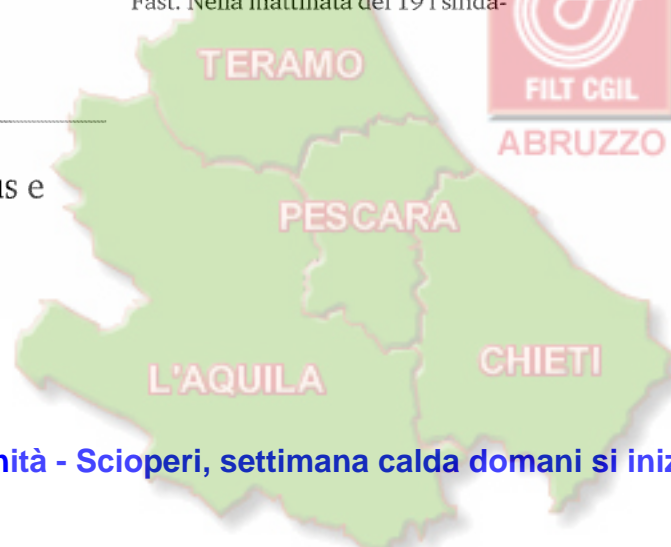 Fast. Nella mattinata del 19 i sinda-
TERAMO
FILT CGIL
ABRUZZO
us e
PESCARA
CHIETI
L'AQUILA
nità - Scioperi, settimana calda domani si iniz